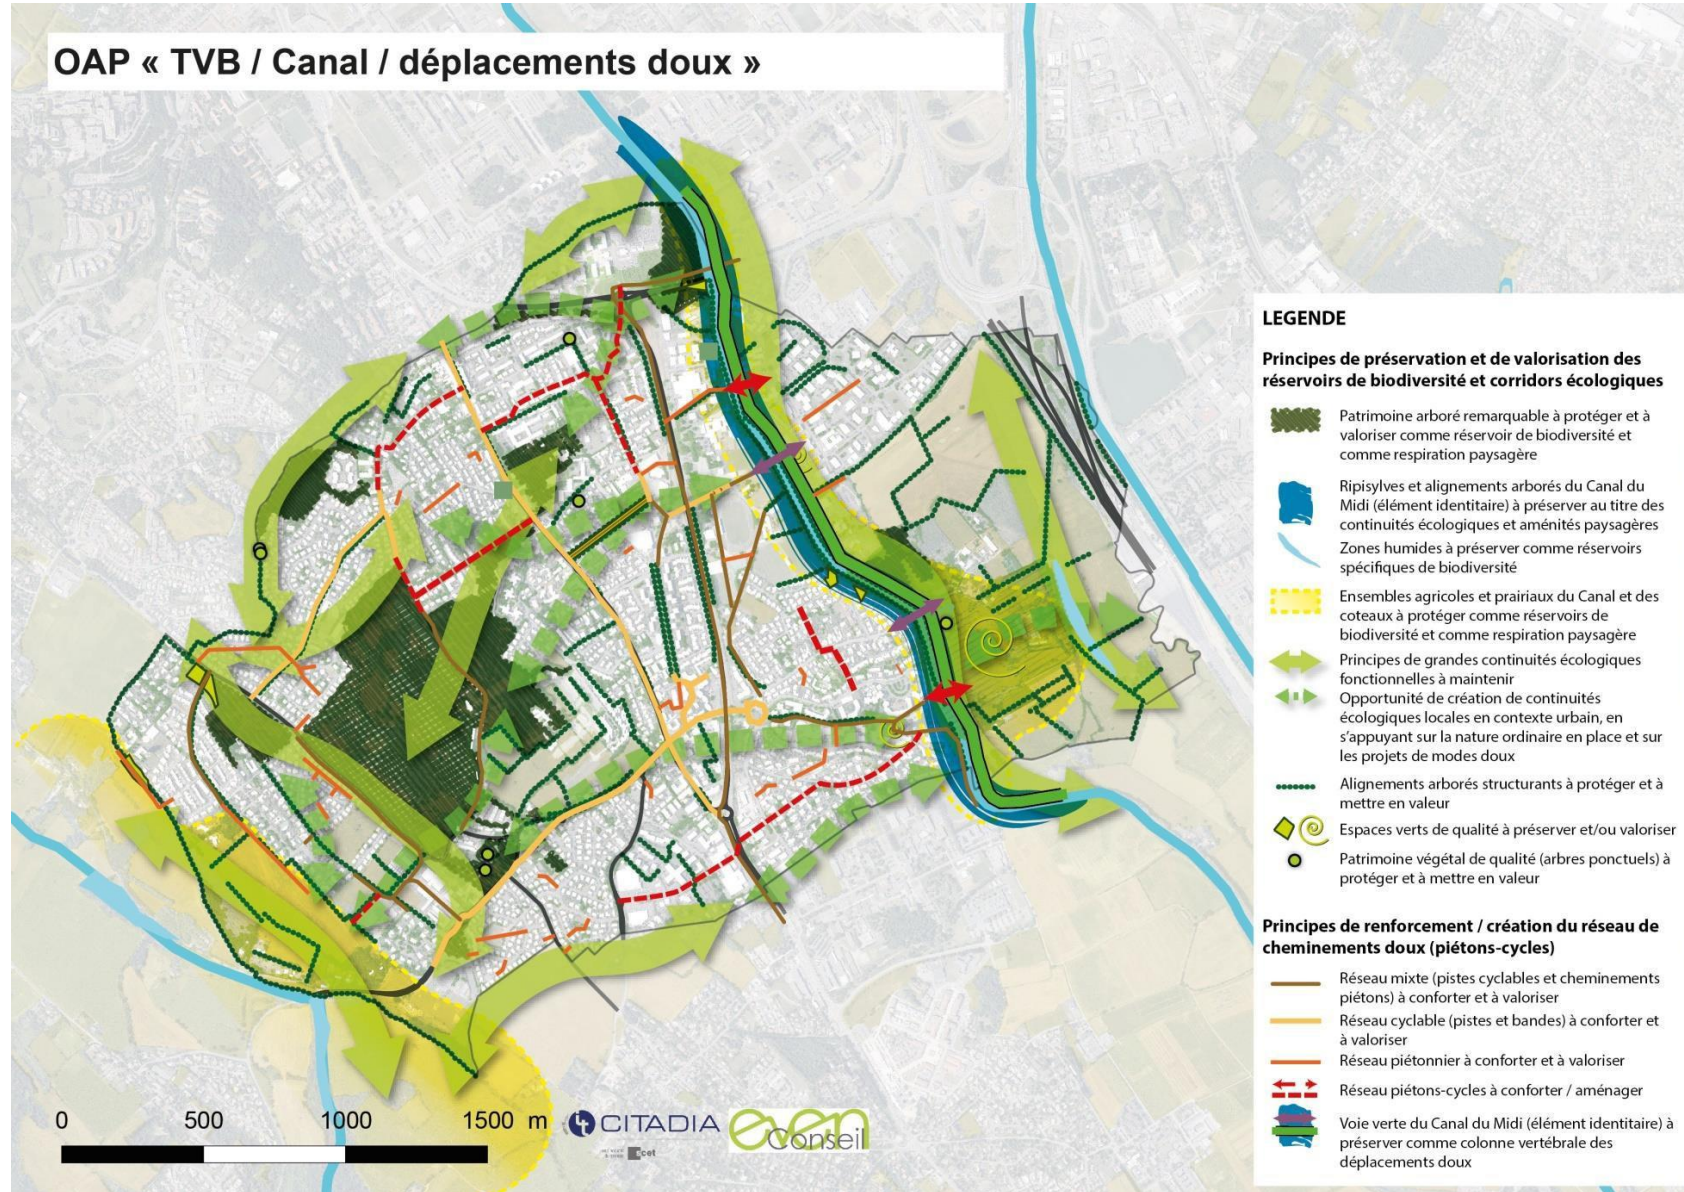 OAP « TVB / Canal / déplacements doux »
LEGENDE
Principes de préservation et de valorisation des
réservoirs de biodiversité et corridors écologiques
Patrimoine arboré remarquable à protéger et à
valoriser comme réservoir de biodiversité et
comme respiration paysagère
Ripisylves et alignements arborés du Canal du
Midi (élément identitaire) à préserver au titre des
continuités écologiques et aménités paysagères
Zones humides à préserver comme réservoirs
spécifiques de biodiversité
Ensembles agricoles et prairiaux du Canal et des
coteaux à protéger comme réservoirs de
biodiversité et comme respiration paysagère
Principes de grandes continuités écologiques
fonctionnelles à maintenir
Opportunité de création de continuités
écologiques locales en contexte urbain, en
s'appuyant sur la nature ordinaire en place et sur
les projets de modes doux
Alignements arborés structurants à protéger et à
mettre en valeur
Espaces verts de qualité à préserver et/ou valoriser
Patrimoine végétal de qualité (arbres ponctuels) à
protéger et à mettre en valeur
Principes de renforcement / création du réseau de
cheminements doux (piétons-cycles)
Réseau mixte (pistes cyclables et cheminements
piétons) à conforter et à valoriser
Réseau cyclable (pistes et bandes) à conforter et
à valoriser
Réseau piétonnier à conforter et à valoriser
Réseau piétons-cycles à conforter / aménager
Voie verte du Canal du Midi (élément identitaire) à
préserver comme colonne vertébrale des
déplacements doux
0 500 1000 1500 m
CITADIA
even
Conseil